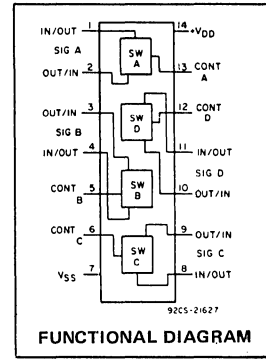 IN/OUT 1 14 +VDD
SIG A
OUT/IN 2 SW A 13 CONT A
OUT/IN 3 SW D 12 CONT D
SIG B
IN/OUT 4 11 IN/OUT
SIG D
CONT B 5 SW B 10 OUT/IN
CONT C 6 SW C 9 OUT/IN
SIG C
VSS 7 8 IN/OUT
92CS-21627
FUNCTIONAL DIAGRAM